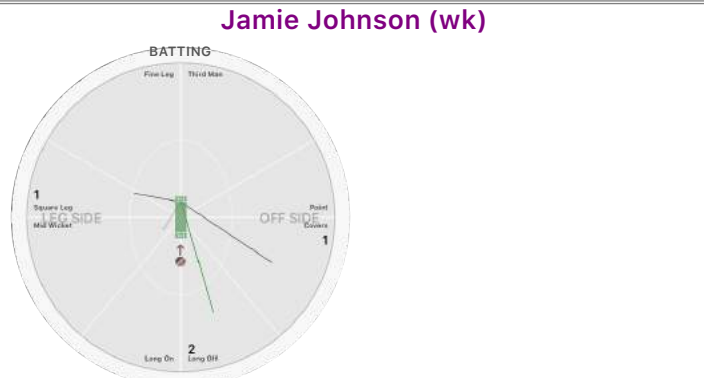 Jamie Johnson (wk)
BATTING
Fine Leg Third Man
1
Square Leg Point
LEG SIDE OFF SIDE
Mid Wicket Covers
1
2
Long On Long Off